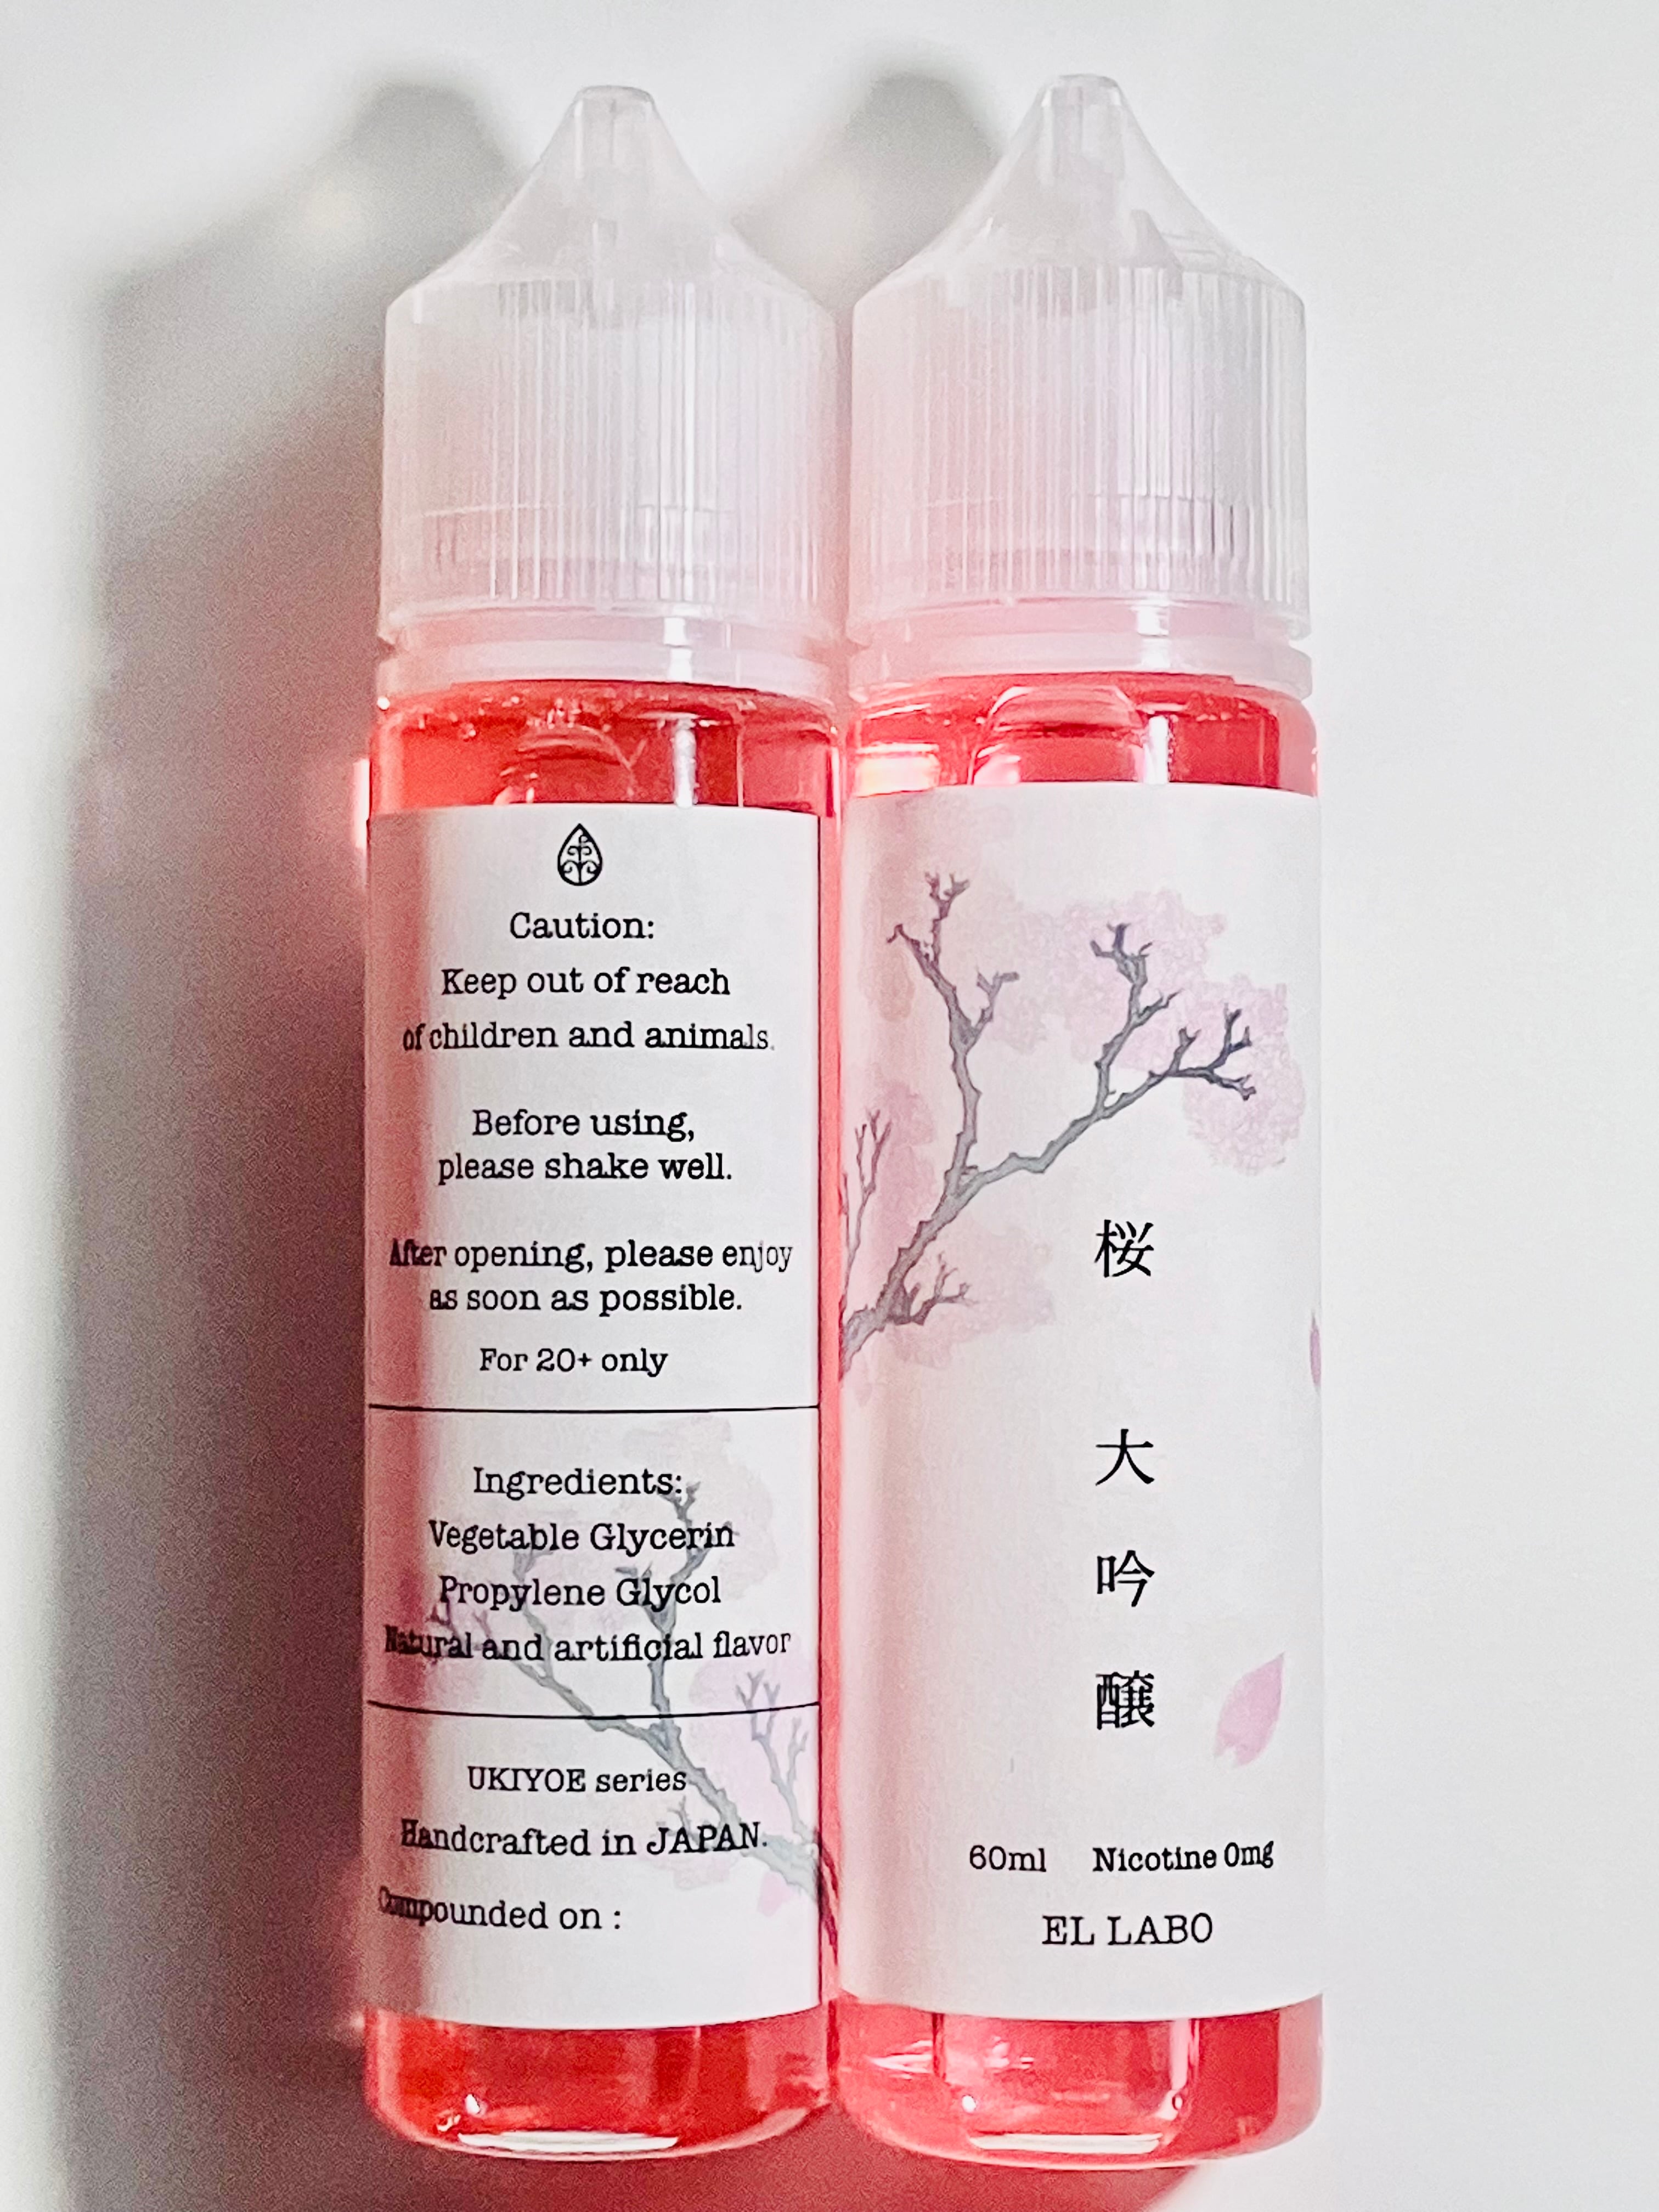 Caution:
Keep out of reach
of children and animals.
Before using,
please shake well.
After opening, please enjoy
as soon as possible.
For 20+ only
Ingredients:
Vegetable Glycerin
Propylene Glycol
Natural and artificial flavor
UKIYOE series
Handcrafted in JAPAN.
Compounded on :
桜大吟醸
60ml Nicotine 0mg
EL LABO